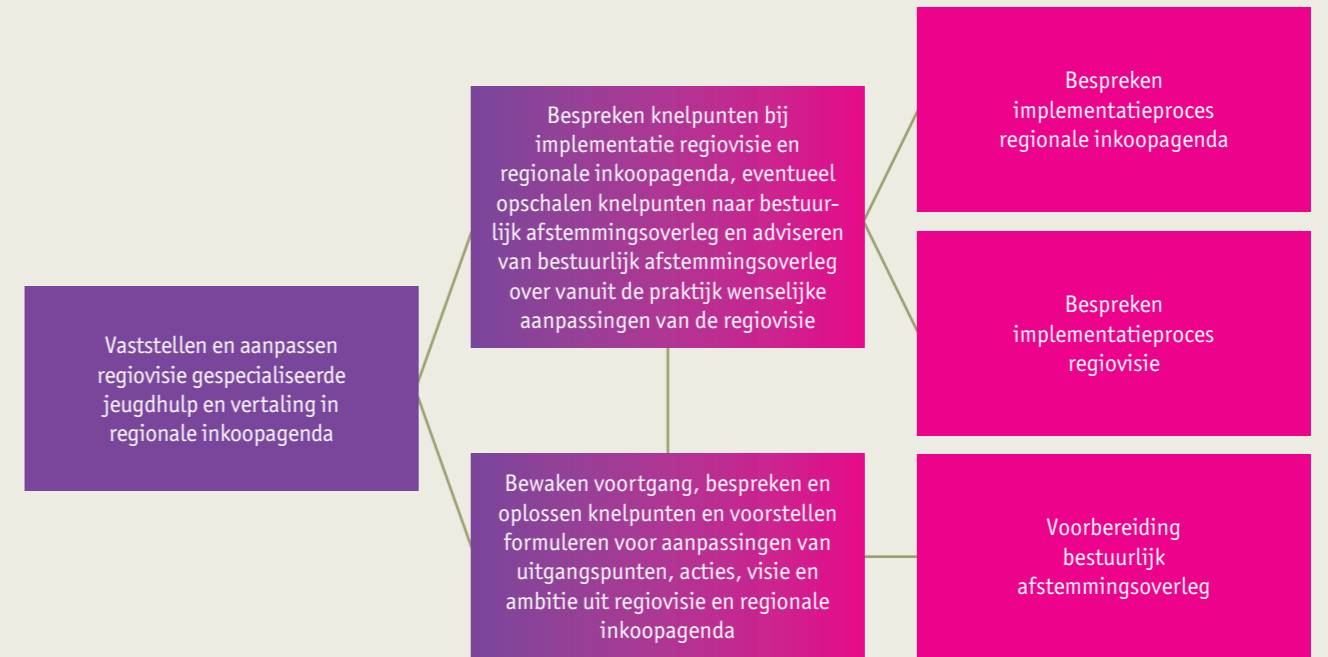 Vaststellen en aanpassen
regiovisie gespecialiseerde
jeugdhulp en vertaling in
regionale inkoopagenda
Bespreken knelpunten bij
implementatie regiovisie en
regionale inkoopagenda, eventueel
opschalen knelpunten naar bestuur-
lijk afstemmingsoverleg en adviseren
van bestuurlijk afstemmingsoverleg
over vanuit de praktijk wenselijke
aanpassingen van de regiovisie
Bewaken voortgang, bespreken en
oplossen knelpunten en voorstellen
formuleren voor aanpassingen van
uitgangspunten, acties, visie en
ambitie uit regiovisie en regionale
inkoopagenda
Bespreken
implementatieproces
regionale inkoopagenda
Bespreken
implementatieproces
regiovisie
Voorbereiding
bestuurlijk
afstemmingsoverleg